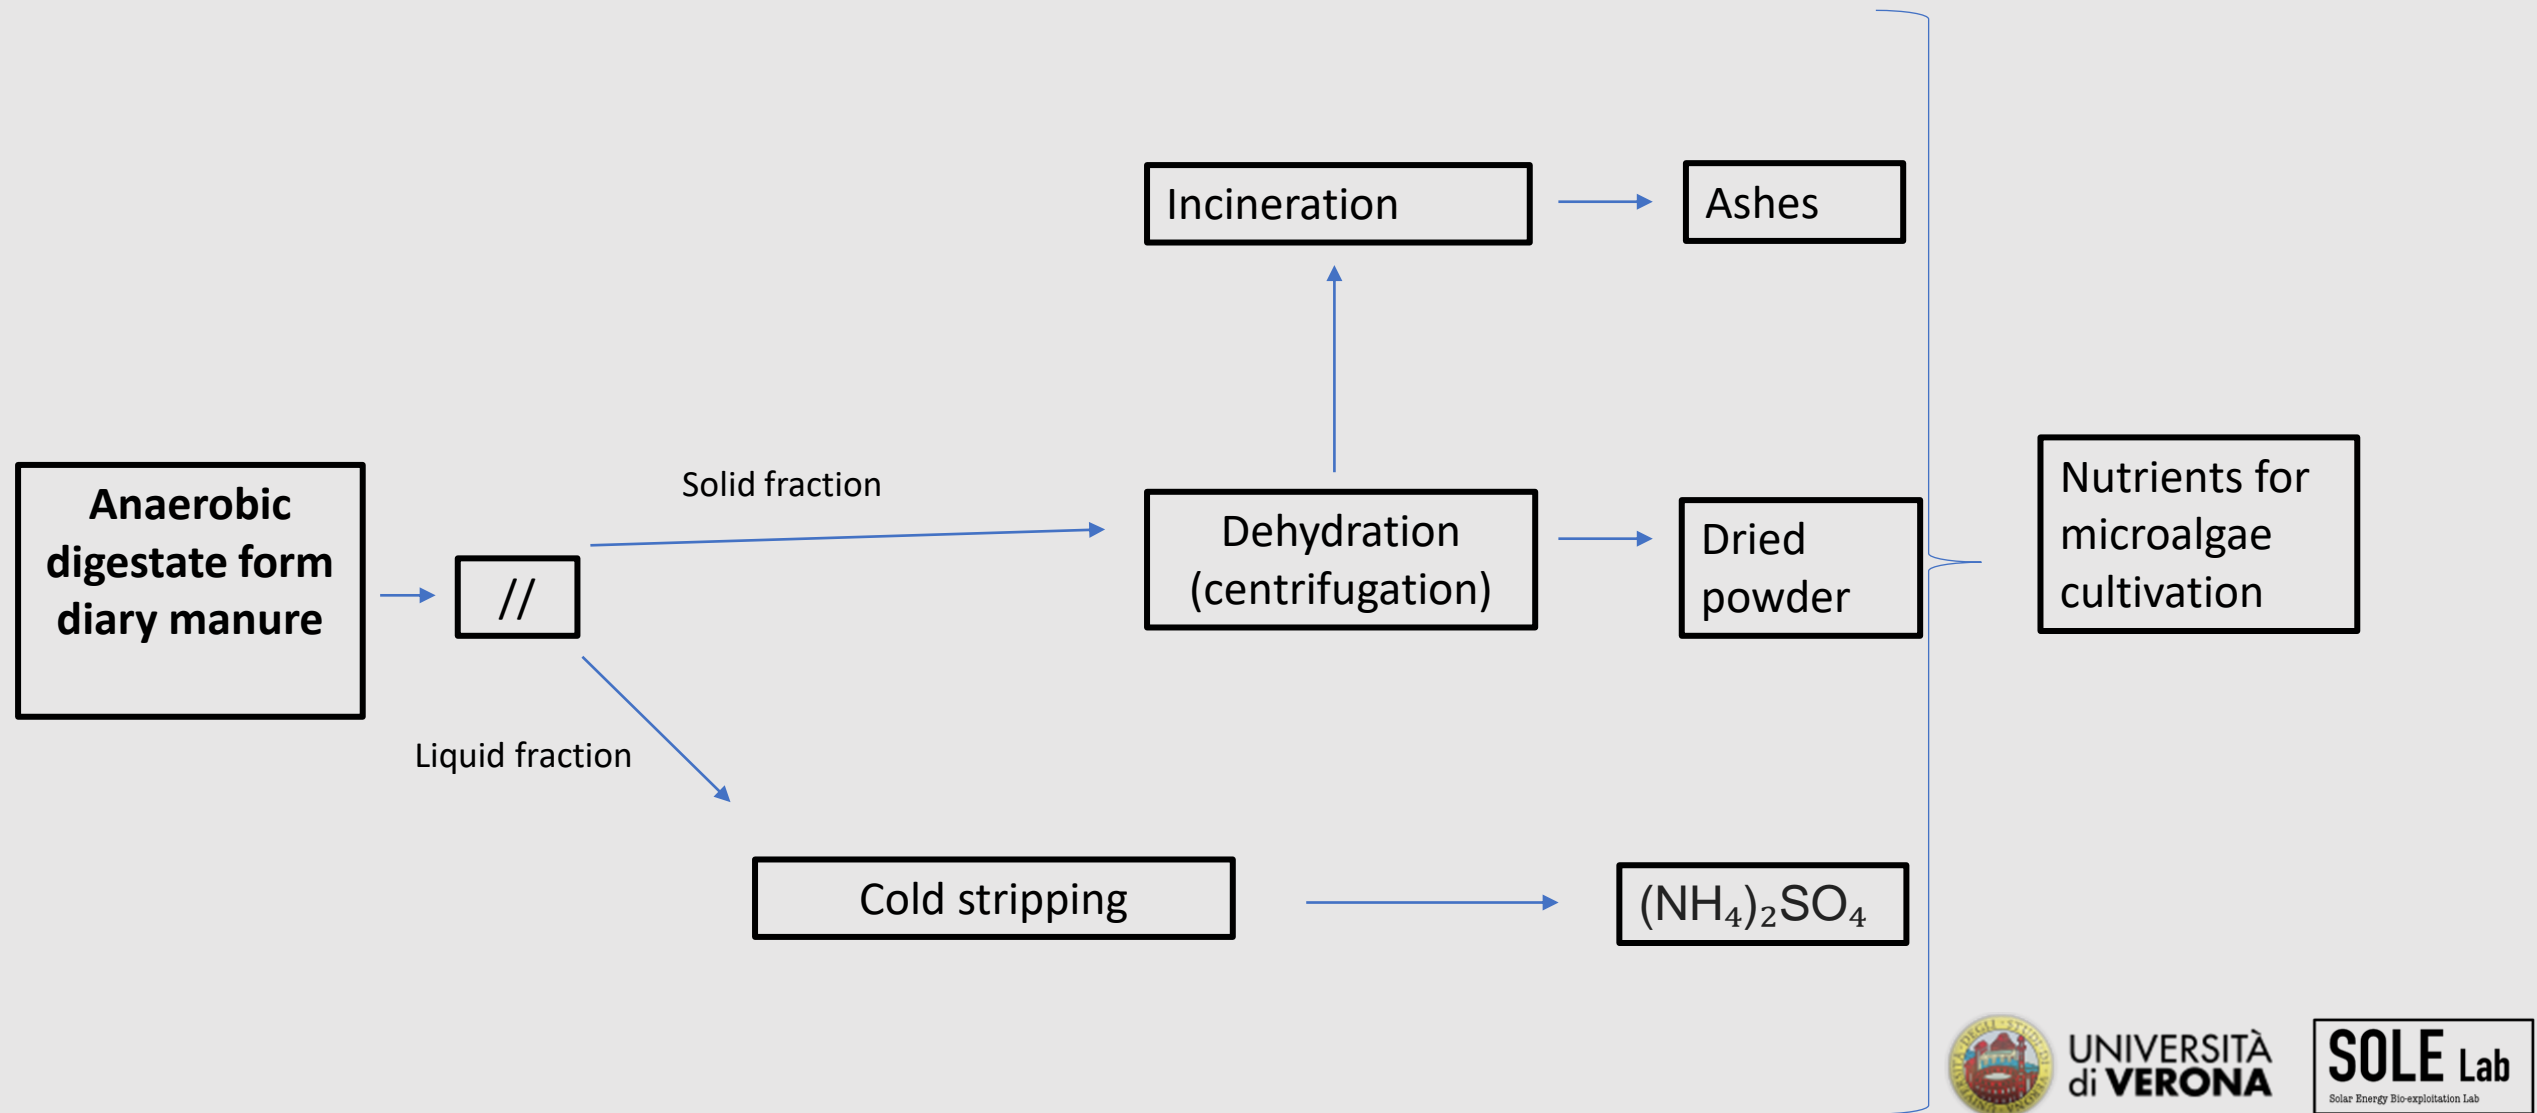 Incineration
Ashes
Solid fraction
Anaerobic
digestate form
diary manure
//
Dehydration
(centrifugation)
Dried
powder
Nutrients for
microalgae
cultivation
Liquid fraction
Cold stripping
(NH₄)₂SO₄
UNIVERSITÀ
di VERONA
SOLE Lab
Solar Energy Bio-exploitation Lab